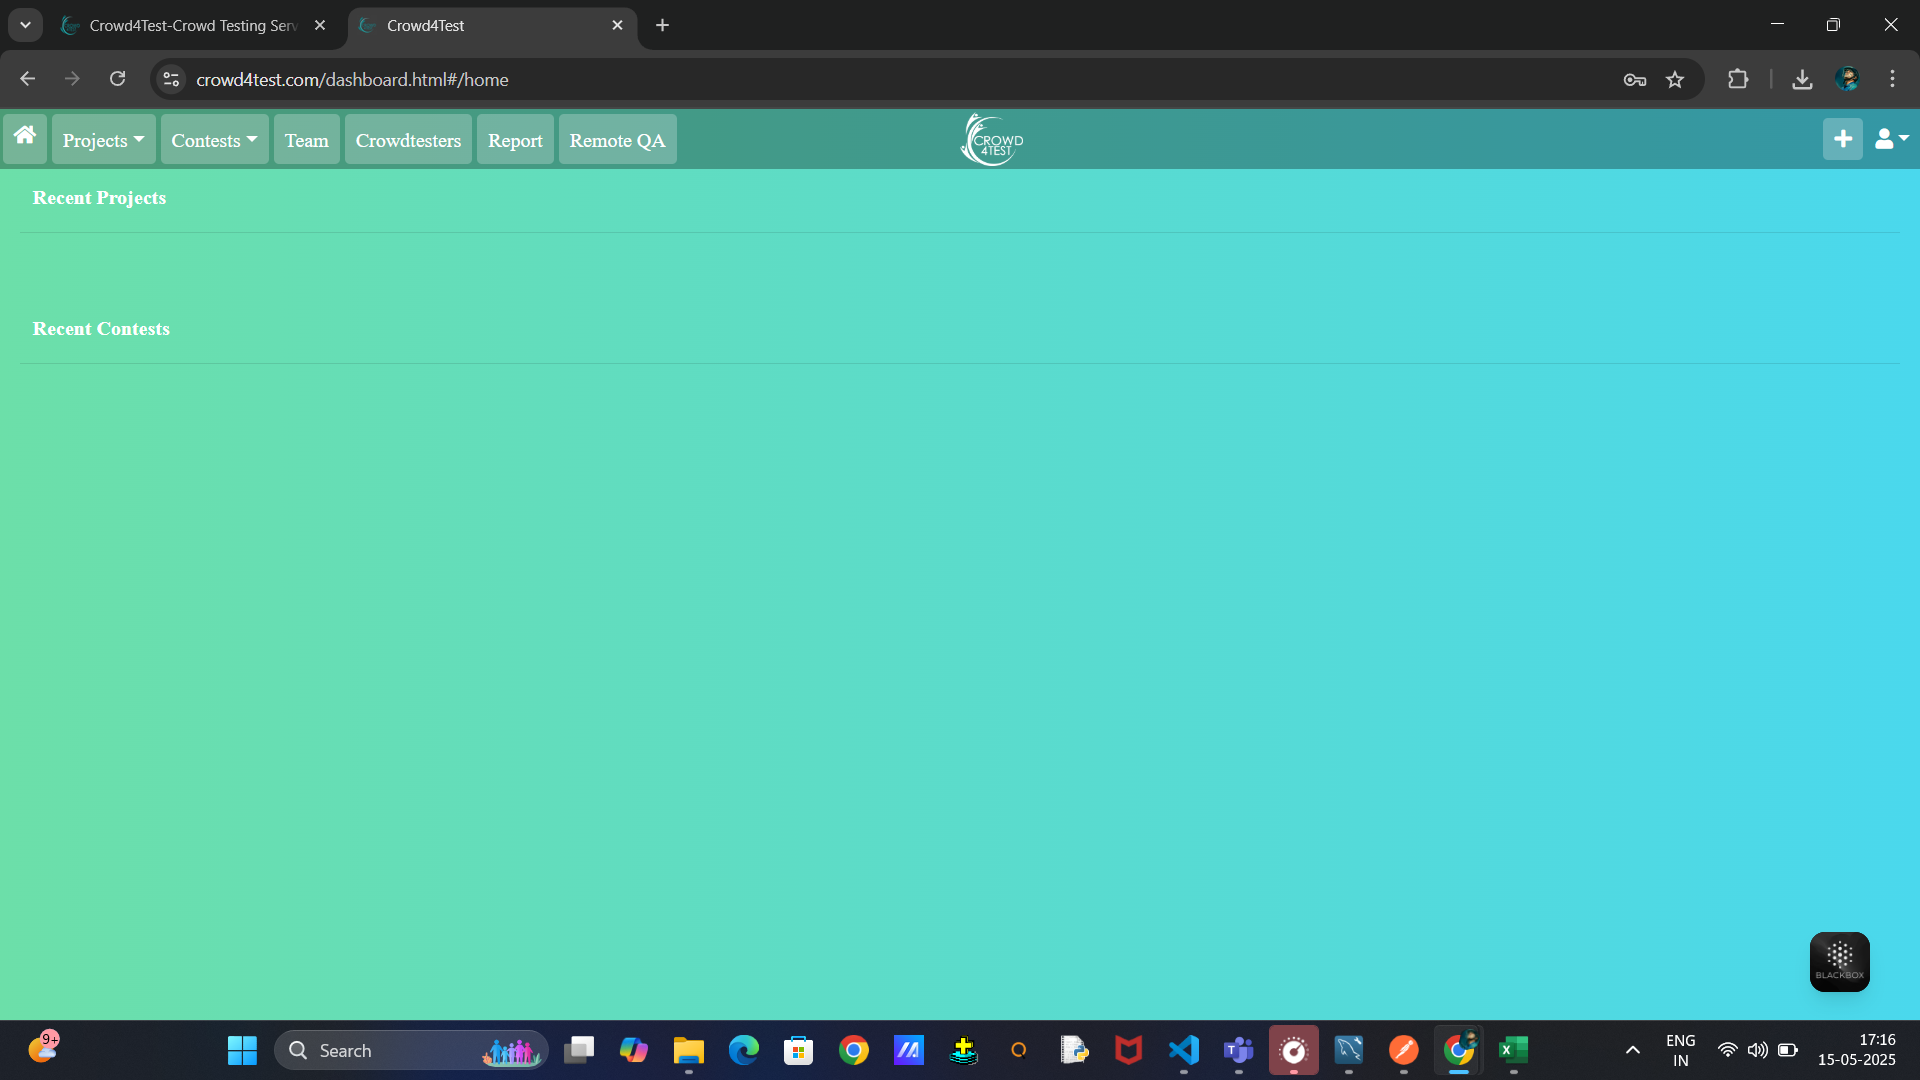 Crowd4Test-Crowd Testing Serv
Crowd4Test
crowd4test.com/dashboard.html#/home
Projects Contests Team Crowdtesters Report Remote QA
CROWD
4TEST
Recent Projects
Recent Contests
BLACKBOX
9+
Search
ENG
IN
17:16
15-05-2025